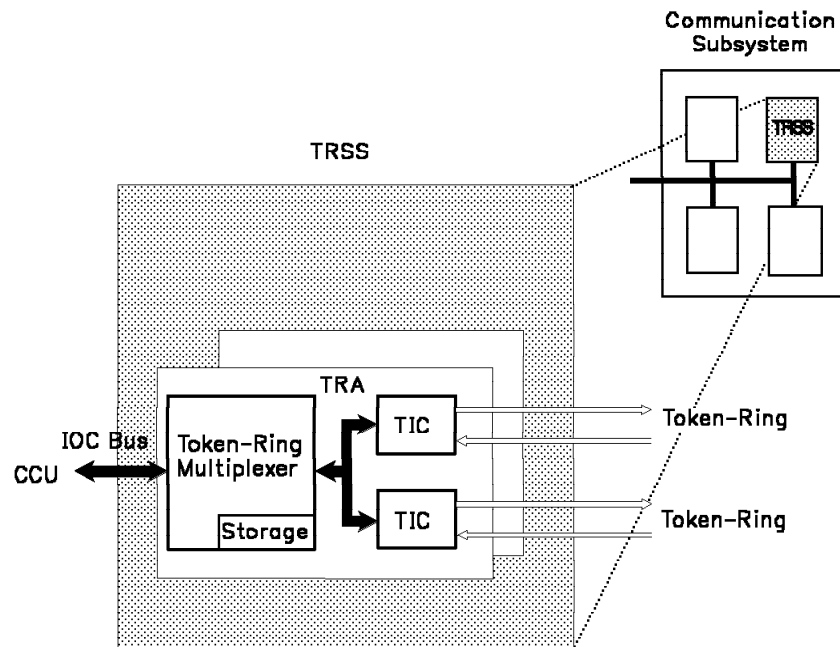 Communication
Subsystem
TRSS
TRSS
TRA
TIC
Token-Ring
IOC Bus
Token-Ring
Multiplexer
CCU
Storage
TIC
Token-Ring